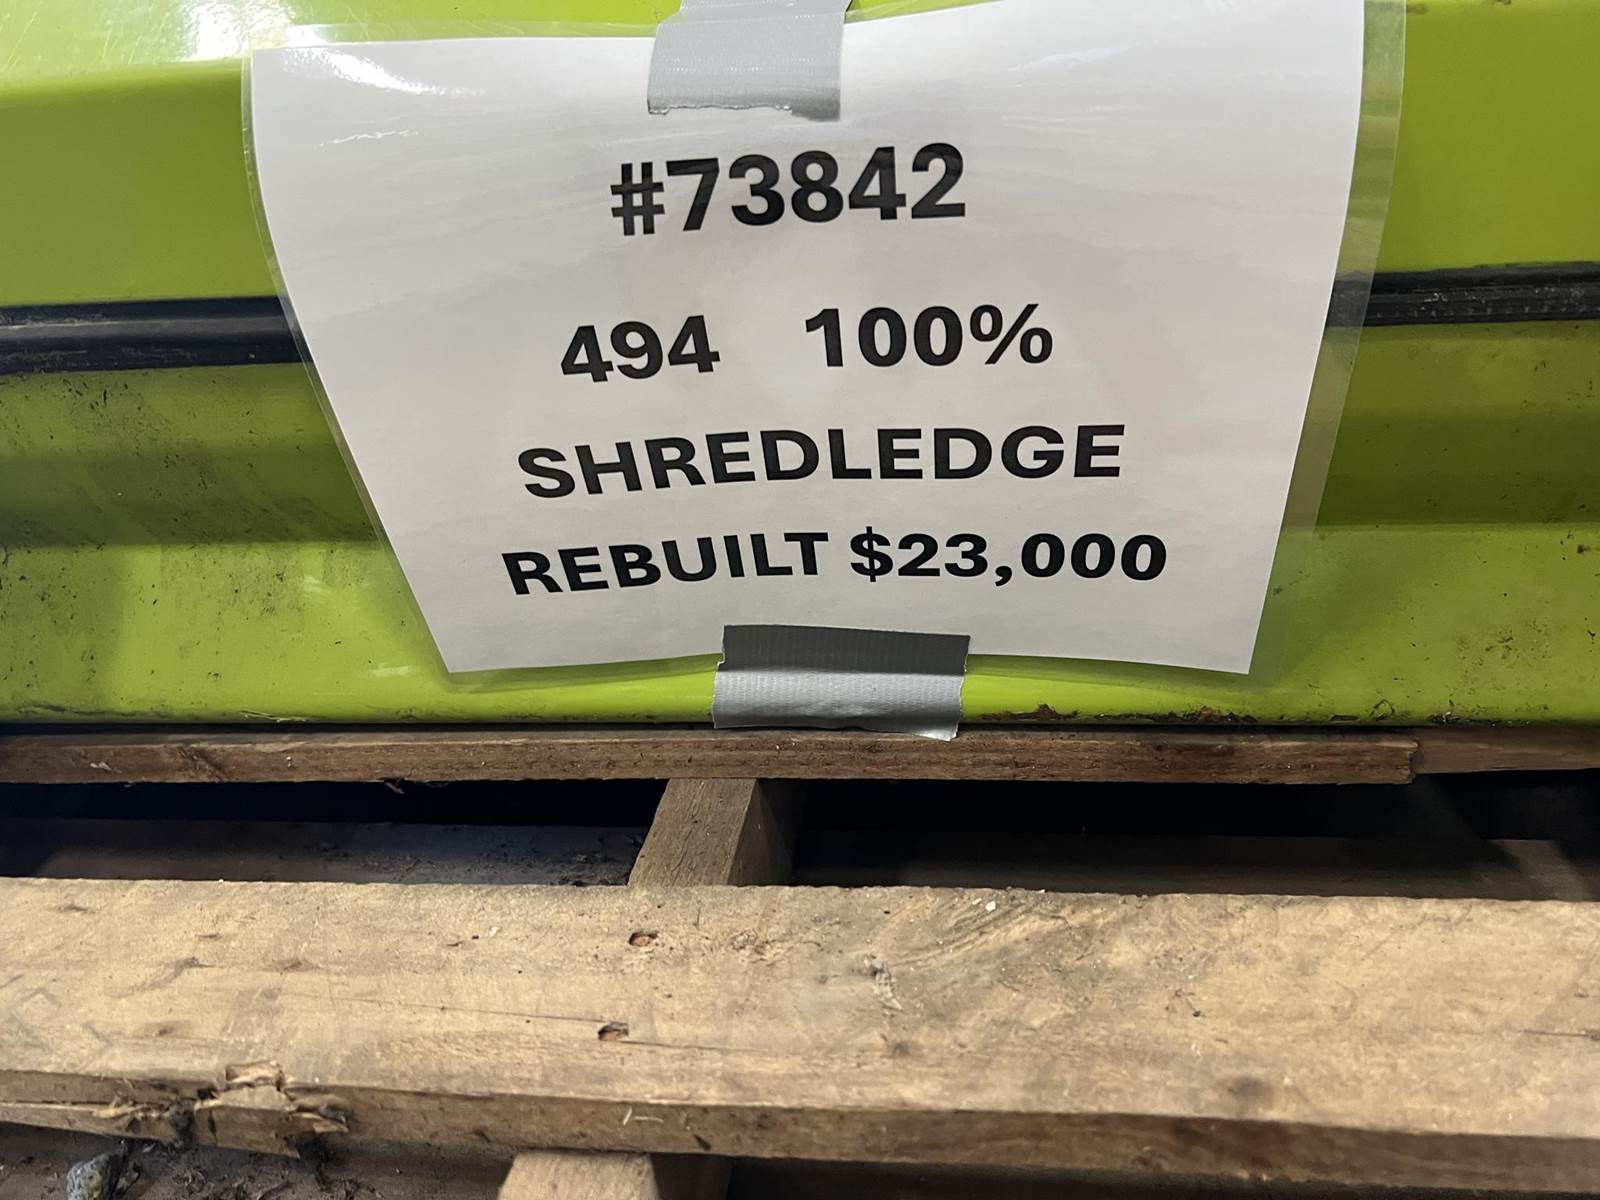 #73842
494 100%
SHREDLEDGE
REBUILT $23,000